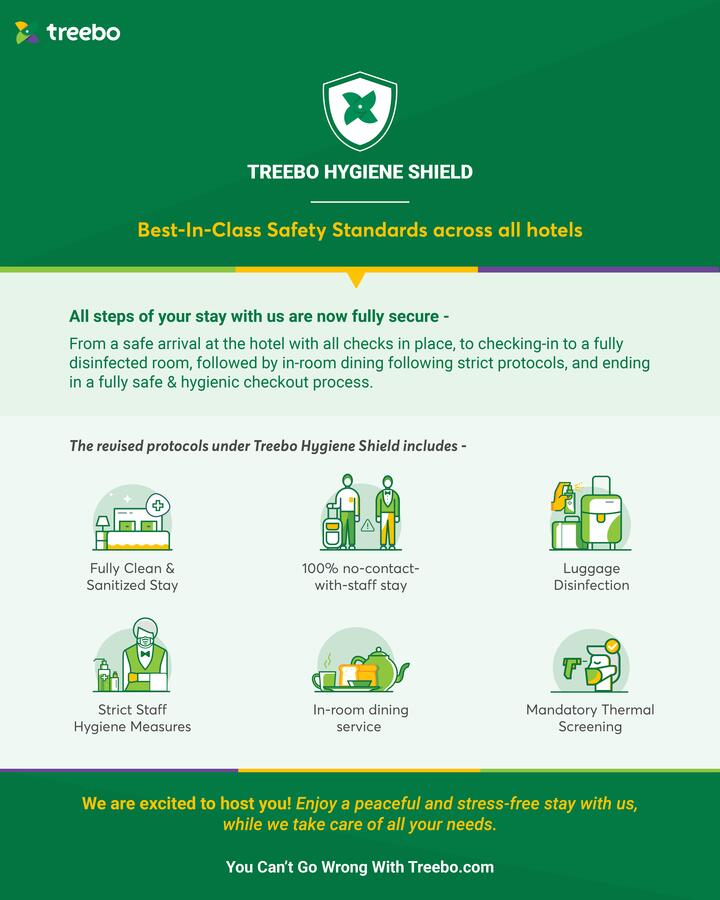 treebo
TREEBO HYGIENE SHIELD
Best-In-Class Safety Standards across all hotels
All steps of your stay with us are now fully secure -
From a safe arrival at the hotel with all checks in place, to checking-in to a fully
disinfected room, followed by in-room dining following strict protocols, and ending
in a fully safe & hygienic checkout process.
The revised protocols under Treebo Hygiene Shield includes -
Fully Clean &
Sanitized Stay
100% no-contact-
with-staff stay
Luggage
Disinfection
Strict Staff
Hygiene Measures
In-room dining
service
Mandatory Thermal
Screening
We are excited to host you! Enjoy a peaceful and stress-free stay with us,
while we take care of all your needs.
You Can't Go Wrong With Treebo.com